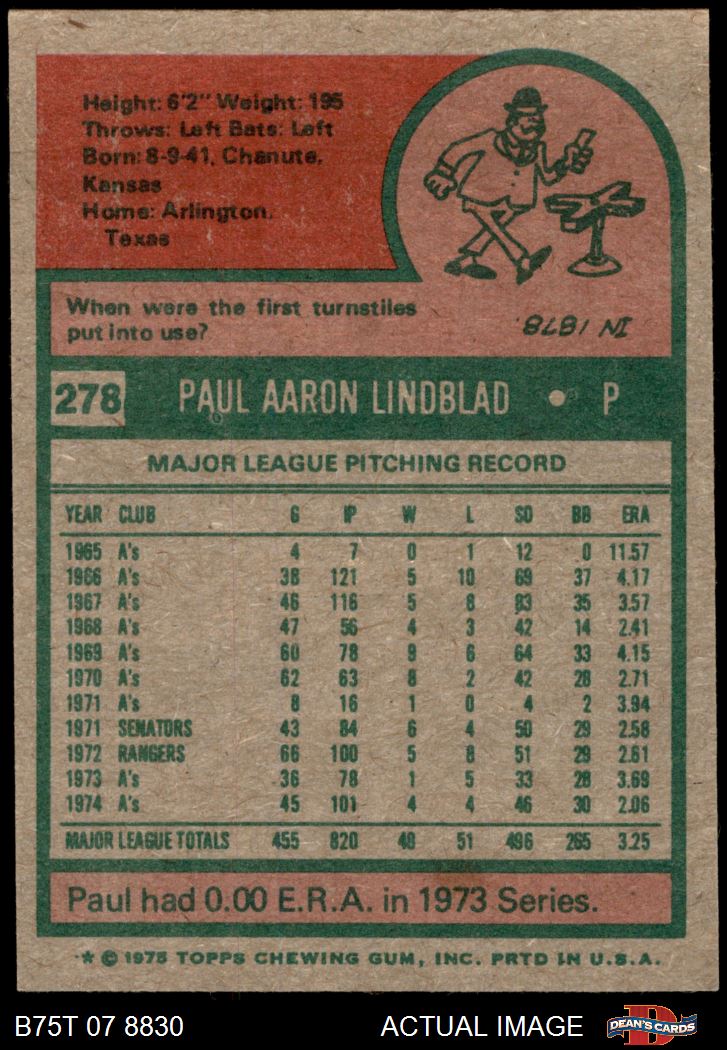 Height: 6'2" Weight: 195
Throws: Left Bats: Left
Born: 8-9-41, Chanute,
Kansas
Home: Arlington,
Texas
When were the first turnstiles
put into use?
IN 1878.
278 PAUL AARON LINDBLAD • P
MAJOR LEAGUE PITCHING RECORD
YEAR CLUB G IP W L SO BB ERA
1965 A's 4 7 0 1 12 0 11.57
1966 A's 38 121 5 10 69 37 4.17
1967 A's 46 116 5 8 83 35 3.57
1968 A's 47 56 4 3 42 14 2.41
1969 A's 60 78 9 6 64 33 4.15
1970 A's 62 63 8 2 42 28 2.71
1971 A's 8 16 1 0 4 2 3.94
1971 SENATORS 43 84 6 4 50 29 2.58
1972 RANGERS 66 100 5 8 51 29 2.61
1973 A's 36 78 1 5 33 28 3.69
1974 A's 45 101 4 4 46 30 2.06
MAJOR LEAGUE TOTALS 455 820 48 51 496 265 3.25
Paul had 0.00 E.R.A. in 1973 Series.
* © 1975 TOPPS CHEWING GUM, INC. PRTD IN U.S.A.
B75T 07 8830 ACTUAL IMAGE D DEAN'S CARDS